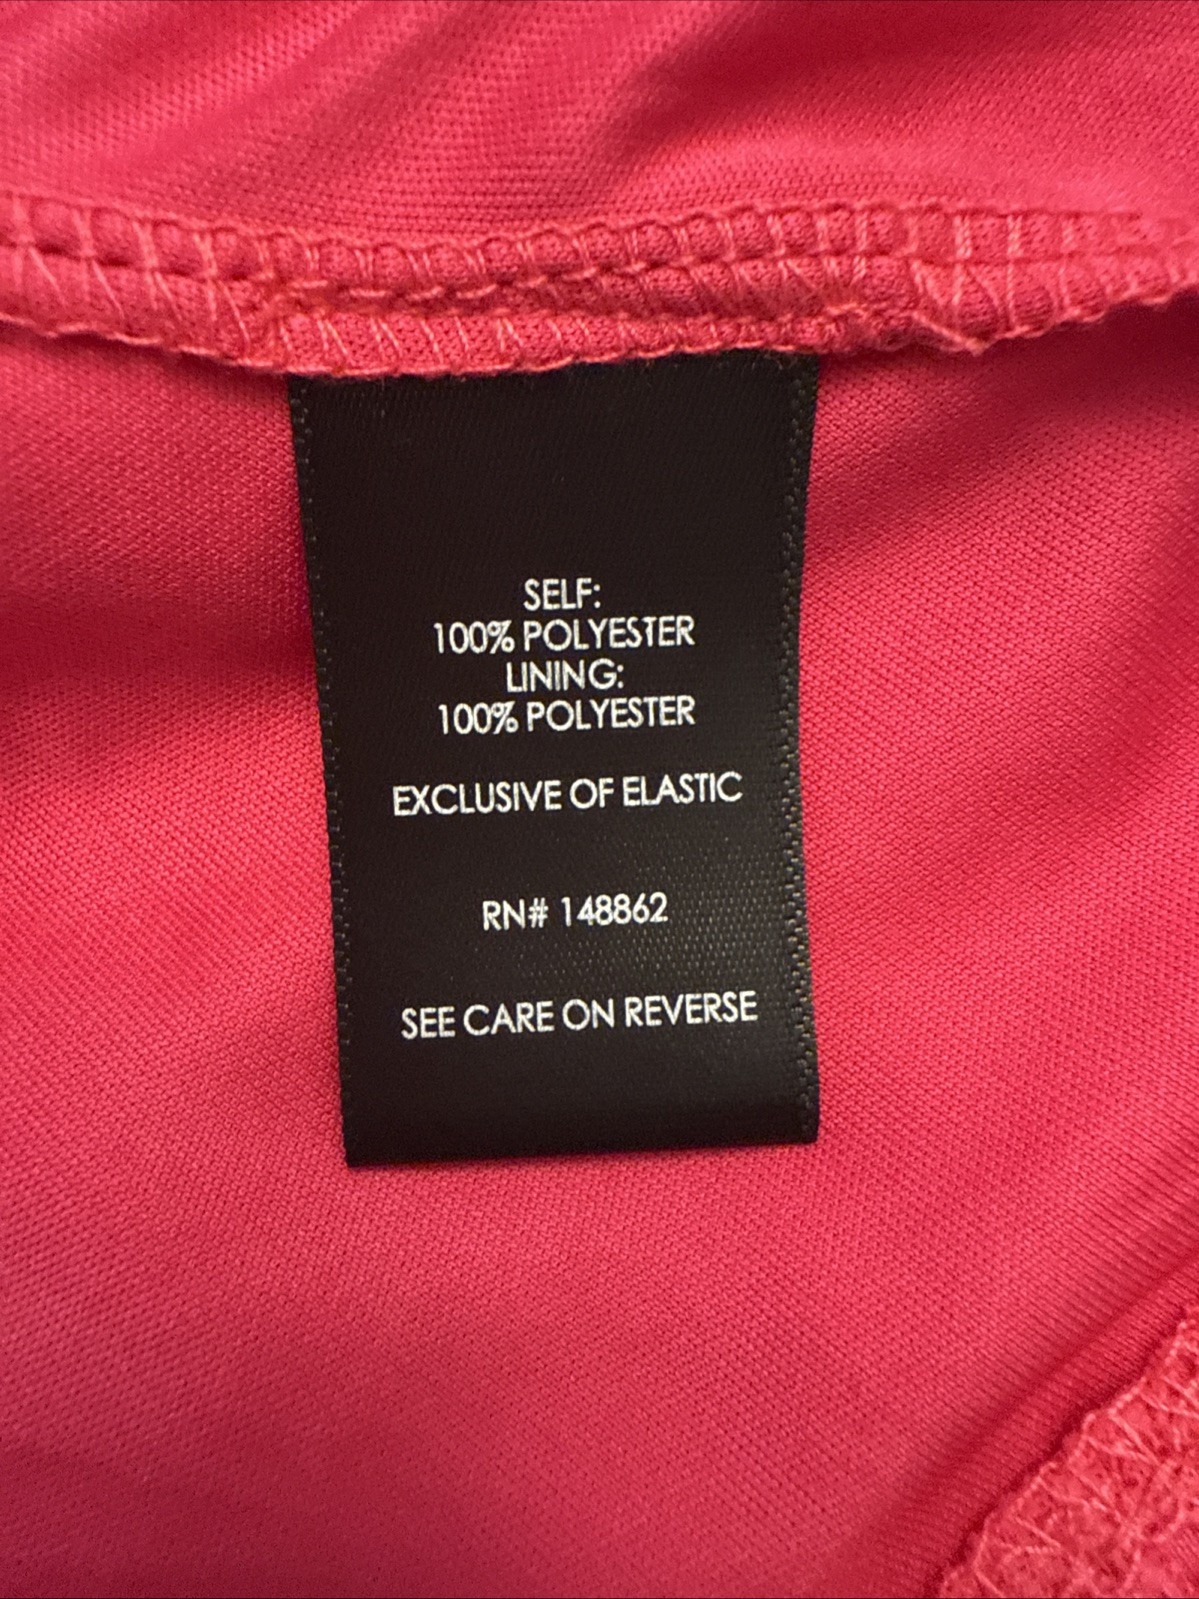 SELF:
100% POLYESTER
LINING:
100% POLYESTER
EXCLUSIVE OF ELASTIC
RN# 148862
SEE CARE ON REVERSE